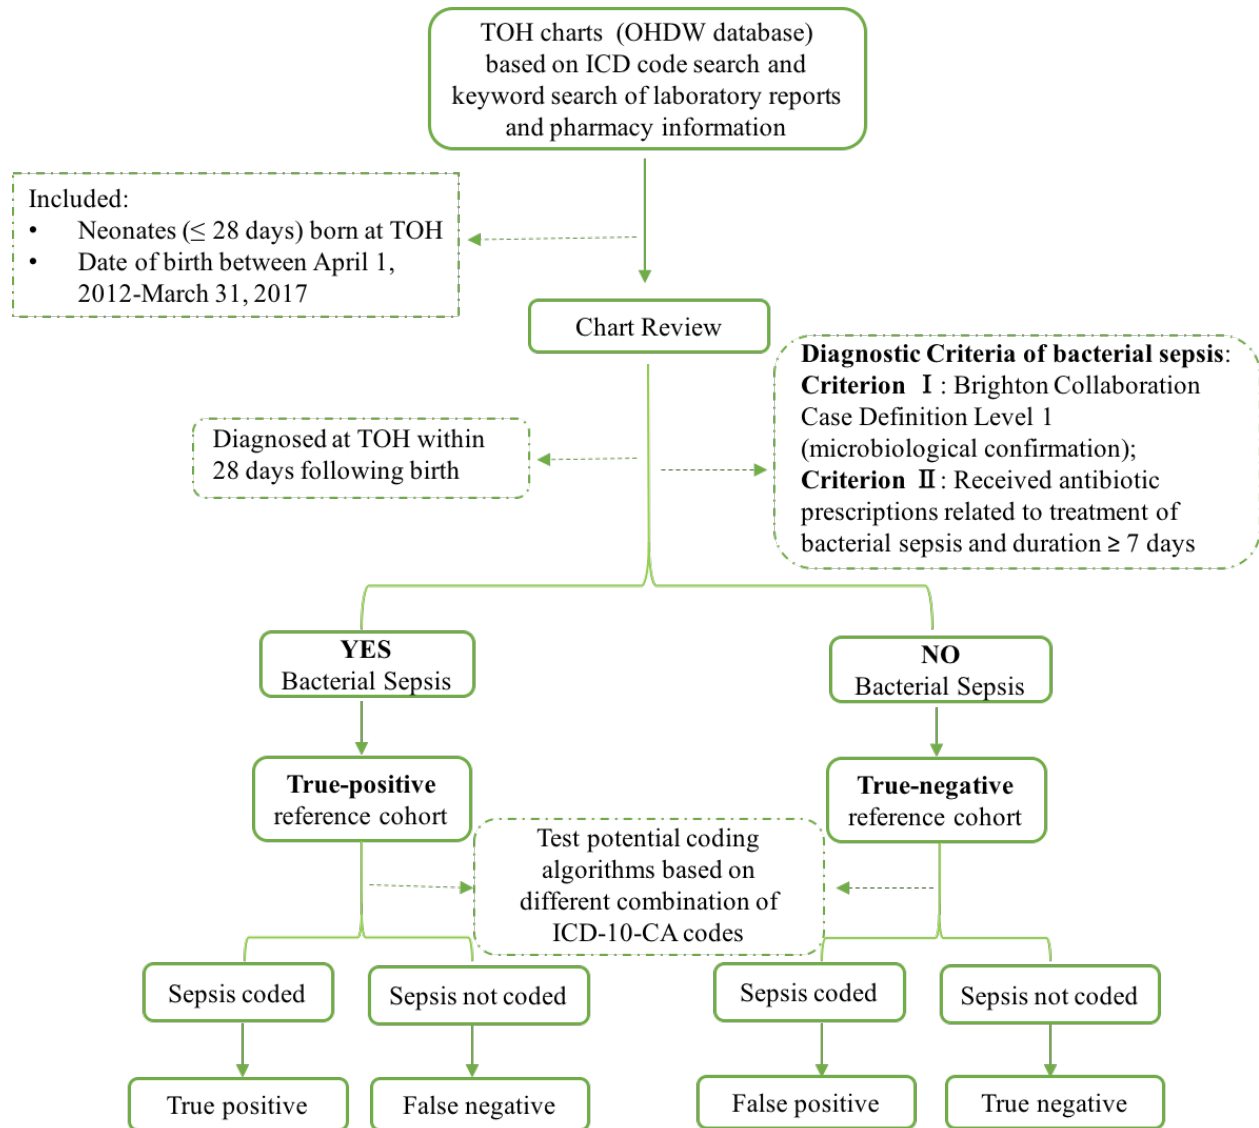 TOH charts (OHDW database)
based on ICD code search and
keyword search of laboratory reports
and pharmacy information
Included:
• Neonates (≤ 28 days) born at TOH
• Date of birth between April 1,
2012-March 31, 2017
Chart Review
Diagnostic Criteria of bacterial sepsis:
Criterion Ⅰ: Brighton Collaboration
Case Definition Level 1
(microbiological confirmation);
Criterion Ⅱ: Received antibiotic
prescriptions related to treatment of
bacterial sepsis and duration ≥ 7 days
Diagnosed at TOH within
28 days following birth
YES
Bacterial Sepsis
NO
Bacterial Sepsis
True-positive
reference cohort
True-negative
reference cohort
Test potential coding
algorithms based on
different combination of
ICD-10-CA codes
Sepsis coded
Sepsis not coded
Sepsis coded
Sepsis not coded
True positive
False negative
False positive
True negative